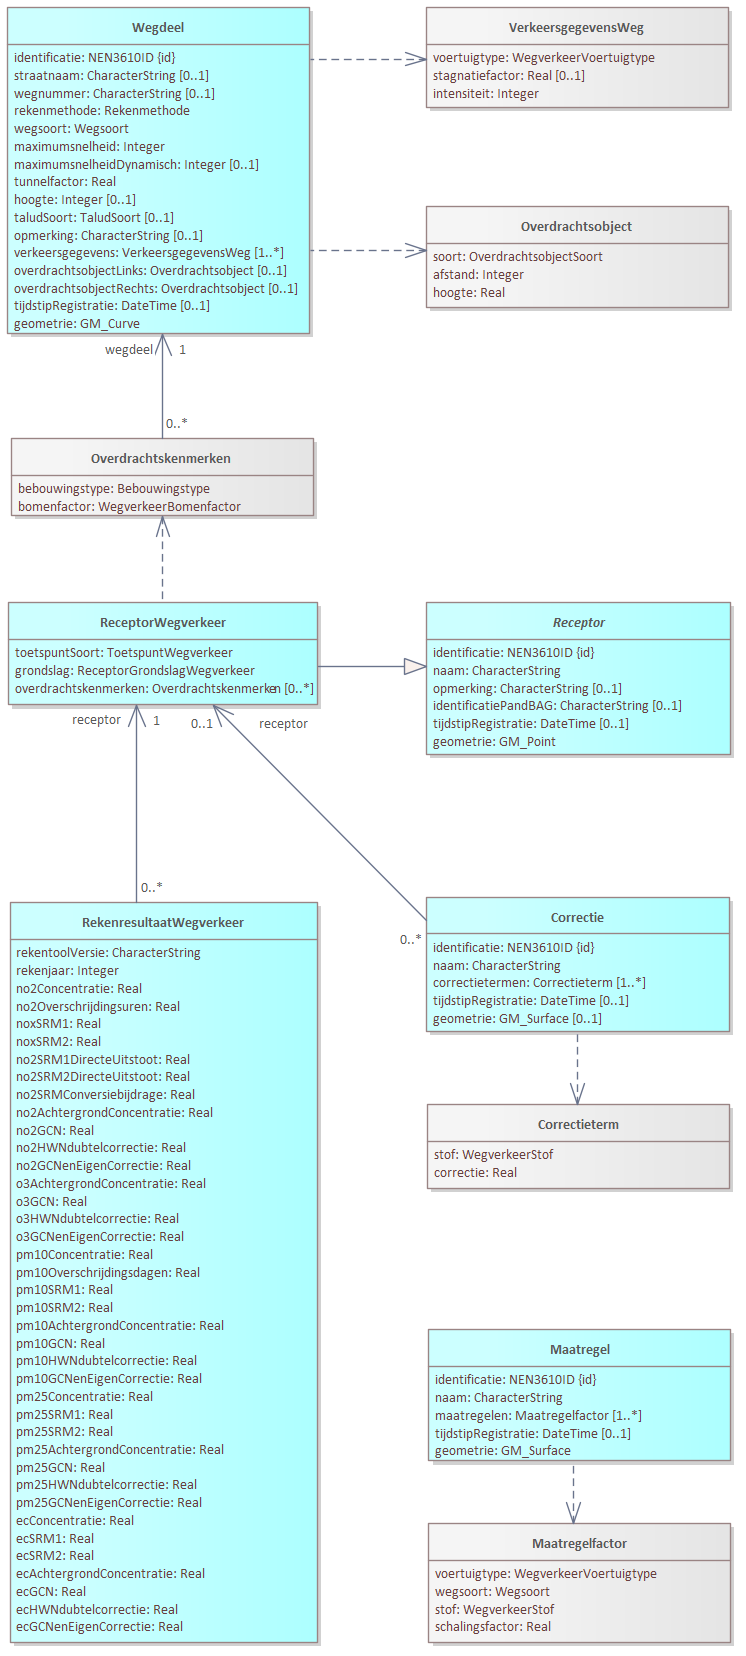 Wegdeel
identificatie: NEN3610ID {id}
straatnaam: CharacterString [0..1]
wegnummer: CharacterString [0..1]
rekenmethode: Rekenmethode
wegsoort: Wegsoort
maximumsnelheid: Integer
maximumsnelheidDynamisch: Integer [0..1]
tunnelfactor: Real
hoogte: Integer [0..1]
taludSoort: TaludSoort [0..1]
opmerking: CharacterString [0..1]
verkeersgegevens: VerkeersgegevensWeg [1..*]
overdrachtsobjectLinks: Overdrachtsobject [0..1]
overdrachtsobjectRechts: Overdrachtsobject [0..1]
tijdstipRegistratie: DateTime [0..1]
geometrie: GM_Curve
VerkeersgegevensWeg
voertuigtype: WegverkeerVoertuigtype
stagnatiefactor: Real [0..1]
intensiteit: Integer
Overdrachtsobject
soort: OverdrachtsobjectSoort
afstand: Integer
hoogte: Real
wegdeel
1
0..*
Overdrachtskenmerken
bebouwingstype: Bebouwingstype
bomenfactor: WegverkeerBomenfactor
ReceptorWegverkeer
toetspuntSoort: ToetspuntWegverkeer
grondslag: ReceptorGrondslagWegverkeer
overdrachtskenmerken: Overdrachtskenmerken [0..*]
Receptor
identificatie: NEN3610ID {id}
naam: CharacterString
opmerking: CharacterString [0..1]
identificatiePandBAG: CharacterString [0..1]
tijdstipRegistratie: DateTime [0..1]
geometrie: GM_Point
receptor
1
0..1
receptor
0..*
0..*
RekenresultaatWegverkeer
rekentoolVersie: CharacterString
rekenjaar: Integer
no2Concentratie: Real
no2Overschrijdingsuren: Real
noxSRM1: Real
noxSRM2: Real
no2SRM1DirecteUitstoot: Real
no2SRM2DirecteUitstoot: Real
no2SRMConversiebijdrage: Real
no2AchtergrondConcentratie: Real
no2GCN: Real
no2HWNdubtelcorrectie: Real
no2GCNenEigenCorrectie: Real
o3AchtergrondConcentratie: Real
o3GCN: Real
o3HWNdubtelcorrectie: Real
o3GCNenEigenCorrectie: Real
pm10Concentratie: Real
pm10Overschrijdingsdagen: Real
pm10SRM1: Real
pm10SRM2: Real
pm10AchtergrondConcentratie: Real
pm10GCN: Real
pm10HWNdubtelcorrectie: Real
pm10GCNenEigenCorrectie: Real
pm25Concentratie: Real
pm25SRM1: Real
pm25SRM2: Real
pm25AchtergrondConcentratie: Real
pm25GCN: Real
pm25HWNdubtelcorrectie: Real
pm25GCNenEigenCorrectie: Real
ecConcentratie: Real
ecSRM1: Real
ecSRM2: Real
ecAchtergrondConcentratie: Real
ecGCN: Real
ecHWNdubtelcorrectie: Real
ecGCNenEigenCorrectie: Real
Correctie
identificatie: NEN3610ID {id}
naam: CharacterString
correctietermen: Correctieterm [1..*]
tijdstipRegistratie: DateTime [0..1]
geometrie: GM_Surface [0..1]
Correctieterm
stof: WegverkeerStof
correctie: Real
Maatregel
identificatie: NEN3610ID {id}
naam: CharacterString
maatregelen: Maatregelfactor [1..*]
tijdstipRegistratie: DateTime [0..1]
geometrie: GM_Surface
Maatregelfactor
voertuigtype: WegverkeerVoertuigtype
wegsoort: Wegsoort
stof: WegverkeerStof
schalingsfactor: Real